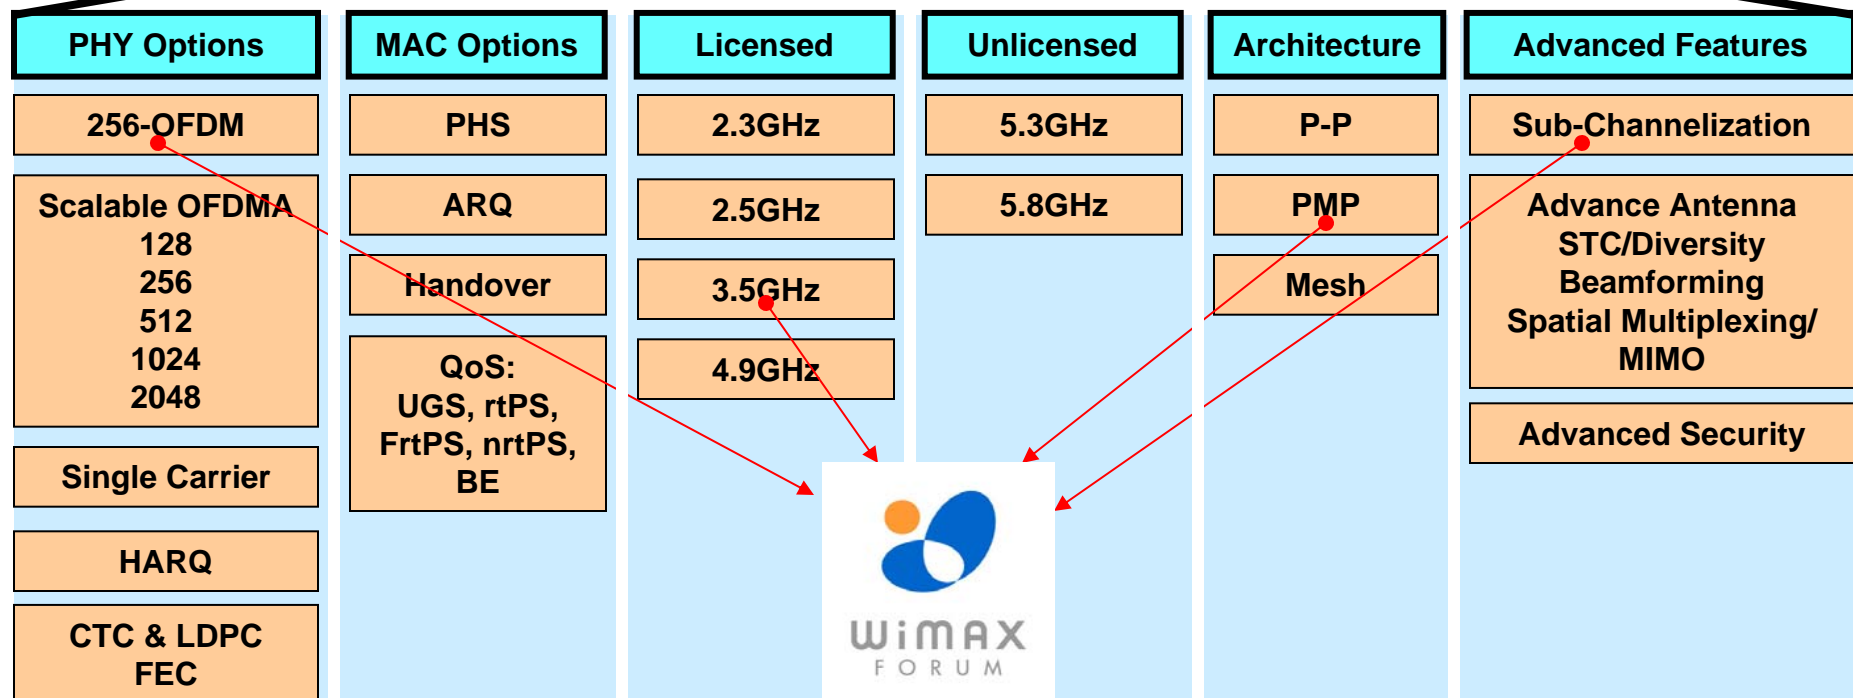 PHY Options
256-OFDM
Scalable OFDMA
128
256
512
1024
2048
Single Carrier
HARQ
CTC & LDPC
FEC
MAC Options
PHS
ARQ
Handover
QoS:
UGS, rtPS,
FrtPS, nrtPS,
BE
Licensed
2.3GHz
2.5GHz
3.5GHz
4.9GHz
Unlicensed
5.3GHz
5.8GHz
Architecture
P-P
PMP
Mesh
Advanced Features
Sub-Channelization
Advance Antenna
STC/Diversity
Beamforming
Spatial Multiplexing/
MIMO
Advanced Security
WiMAX
FORUM